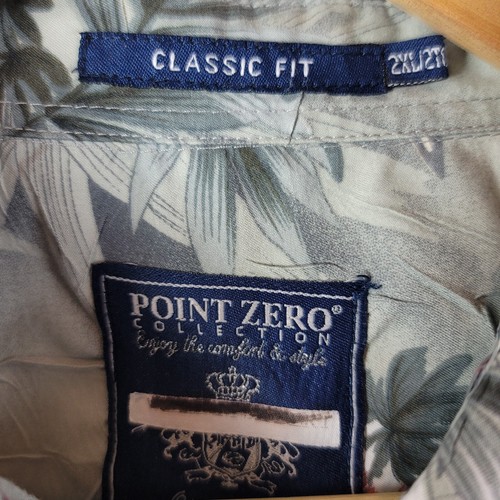 CLASSIC FIT
2XL/2TG
POINT ZERO®
COLLECTION
Enjoy the comfort & style